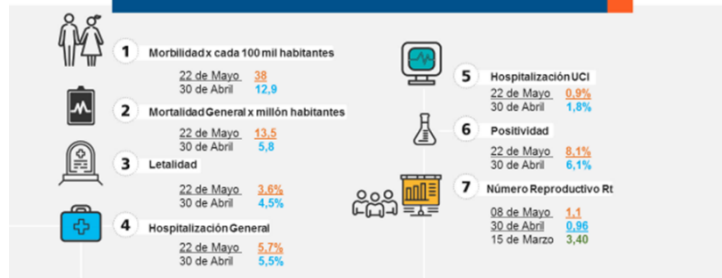 1 Morbilidad x cada 100 mil habitantes
22 de Mayo 38
30 de Abril 12,9
2 Mortalidad General x millón habitantes
22 de Mayo 13,5
30 de Abril 5,8
3 Letalidad
22 de Mayo 3,6%
30 de Abril 4,5%
4 Hospitalización General
22 de Mayo 5,7%
30 de Abril 5,5%
5 Hospitalización UCI
22 de Mayo 0,9%
30 de Abril 1,8%
6 Positividad
22 de Mayo 8,1%
30 de Abril 6,1%
7 Número Reproductivo Rt
08 de Mayo 1,1
30 de Abril 0,96
15 de Marzo 3,40